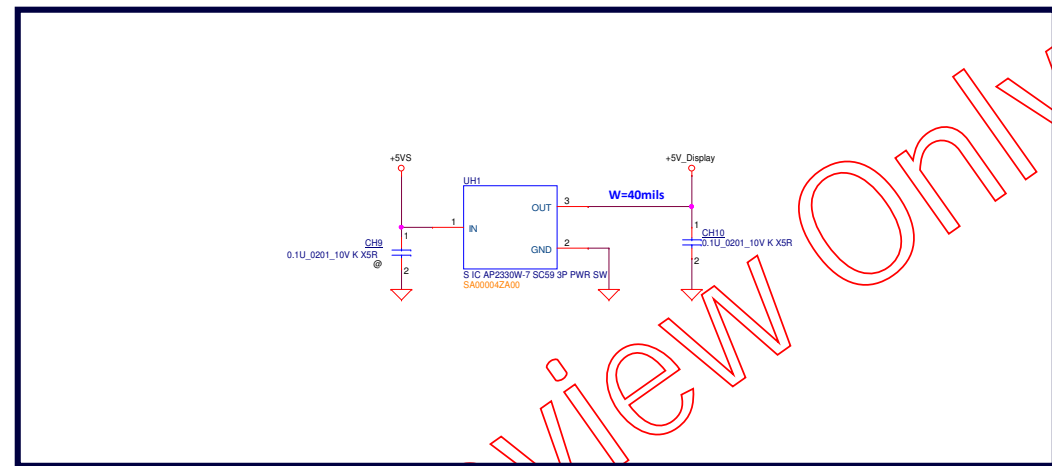 +5VS
+5V_Display
UH1
W=40mils
OUT
3
1
IN
1
1
CH9
0.1U_0201_10V K X5R
@
2
GND
2
CH10
0.1U_0201_10V K X5R
2
S IC AP2330W-7 SC59 3P PWR SW
SA00004ZA00
view only